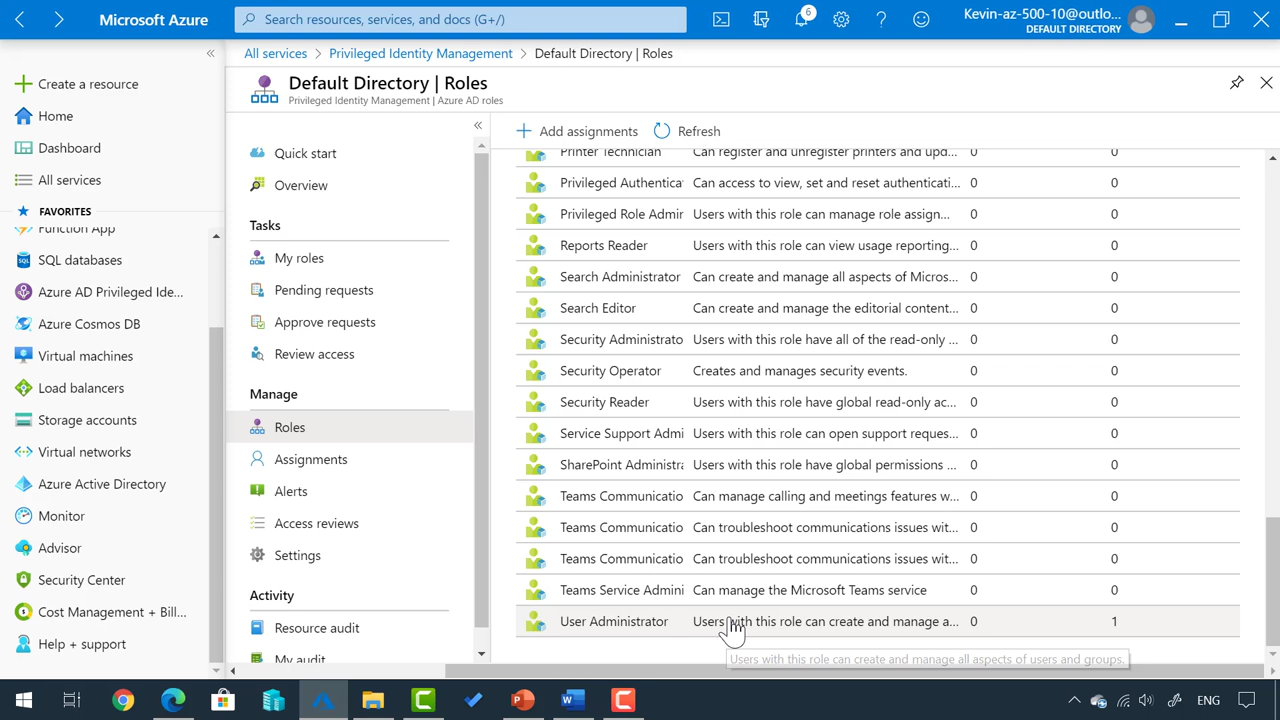 Microsoft Azure
Search resources, services, and docs (G+/)
6
Kevin-az-500-10@outlo...
DEFAULT DIRECTORY
All services > Privileged Identity Management > Default Directory | Roles
Create a resource
Home
Dashboard
All services
FAVORITES
Function App
SQL databases
Azure AD Privileged Ide...
Azure Cosmos DB
Virtual machines
Load balancers
Storage accounts
Virtual networks
Azure Active Directory
Monitor
Advisor
Security Center
Cost Management + Bill...
Help + support
Default Directory | Roles
Privileged Identity Management | Azure AD roles
Quick start
Overview
Tasks
My roles
Pending requests
Approve requests
Review access
Manage
Roles
Assignments
Alerts
Access reviews
Settings
Activity
Resource audit
My audit
Add assignments Refresh
Printer Technician Can register and unregister printers and upd... 0 0
Privileged Authentica Can access to view, set and reset authenticati... 0 0
Privileged Role Admir Users with this role can manage role assign... 0 0
Reports Reader Users with this role can view usage reporting... 0 0
Search Administrator Can create and manage all aspects of Micros... 0 0
Search Editor Can create and manage the editorial content... 0 0
Security Administrato Users with this role have all of the read-only ... 0 0
Security Operator Creates and manages security events. 0 0
Security Reader Users with this role have global read-only ac... 0 0
Service Support Admi Users with this role can open support reques... 0 0
SharePoint Administra Users with this role have global permissions ... 0 0
Teams Communicatio Can manage calling and meetings features w... 0 0
Teams Communicatio Can troubleshoot communications issues wit... 0 0
Teams Communicatio Can troubleshoot communications issues wit... 0 0
Teams Service Admini Can manage the Microsoft Teams service 0 0
User Administrator Users with this role can create and manage a... 0 1
Users with this role can create and manage all aspects of users and groups.
ENG